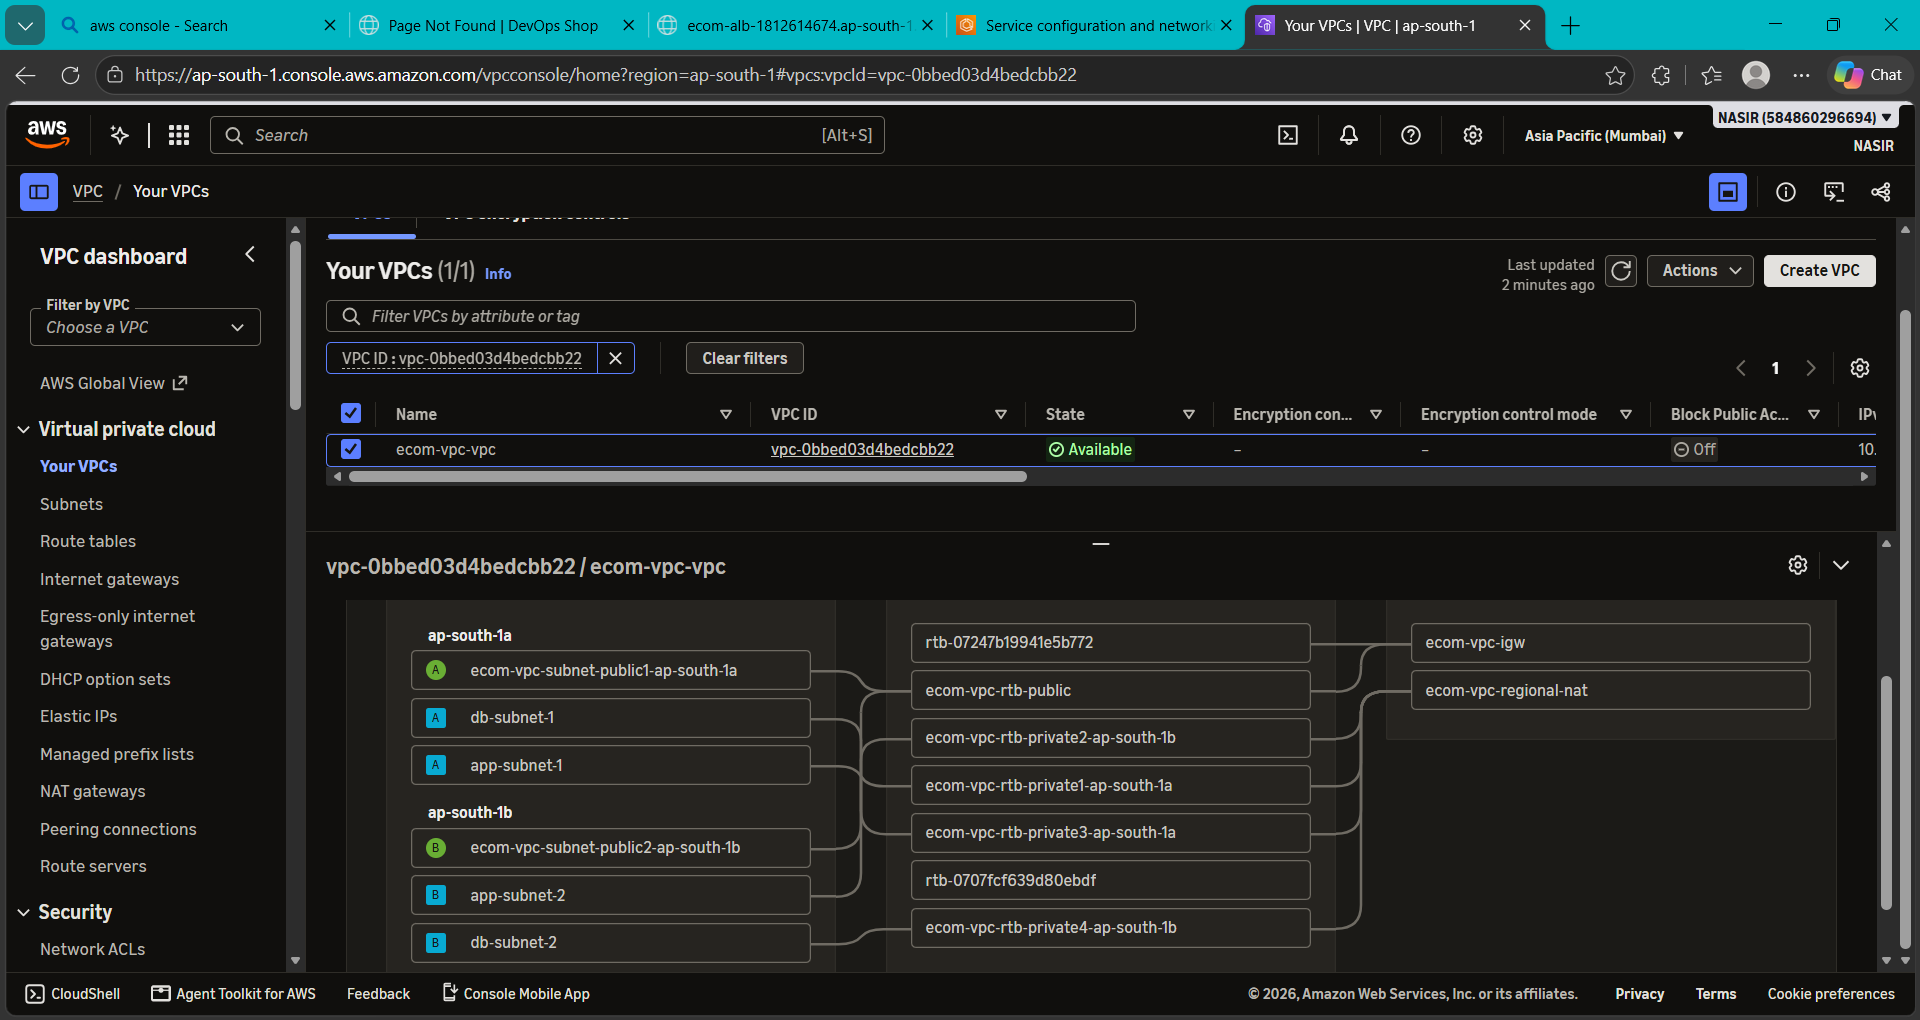 aws console - Search
Page Not Found | DevOps Shop
ecom-alb-1812614674.ap-south-1
Service configuration and network
Your VPCs | VPC | ap-south-1
https://ap-south-1.console.aws.amazon.com/vpcconsole/home?region=ap-south-1#vpcs:vpcId=vpc-0bbed03d4bedcbb22
Chat
aws
Search
[Alt+S]
Asia Pacific (Mumbai)
NASIR (584860296694)
NASIR
VPC / Your VPCs
VPC dashboard
Filter by VPC
Choose a VPC
AWS Global View
Virtual private cloud
Your VPCs
Subnets
Route tables
Internet gateways
Egress-only internet
gateways
DHCP option sets
Elastic IPs
Managed prefix lists
NAT gateways
Peering connections
Route servers
Security
Network ACLs
Your VPCs (1/1) Info
Last updated
2 minutes ago
Actions
Create VPC
Filter VPCs by attribute or tag
VPC ID : vpc-0bbed03d4bedcbb22
Clear filters
1
Name
VPC ID
State
Encryption con...
Encryption control mode
Block Public Ac...
ecom-vpc-vpc
vpc-0bbed03d4bedcbb22
Available
–
–
Off
10.
vpc-0bbed03d4bedcbb22 / ecom-vpc-vpc
ap-south-1a
A ecom-vpc-subnet-public1-ap-south-1a
A db-subnet-1
A app-subnet-1
ap-south-1b
B ecom-vpc-subnet-public2-ap-south-1b
B app-subnet-2
B db-subnet-2
rtb-07247b19941e5b772
ecom-vpc-rtb-public
ecom-vpc-rtb-private2-ap-south-1b
ecom-vpc-rtb-private1-ap-south-1a
ecom-vpc-rtb-private3-ap-south-1a
rtb-0707fcf639d80ebdf
ecom-vpc-rtb-private4-ap-south-1b
ecom-vpc-igw
ecom-vpc-regional-nat
CloudShell
Agent Toolkit for AWS
Feedback
Console Mobile App
© 2026, Amazon Web Services, Inc. or its affiliates.
Privacy
Terms
Cookie preferences